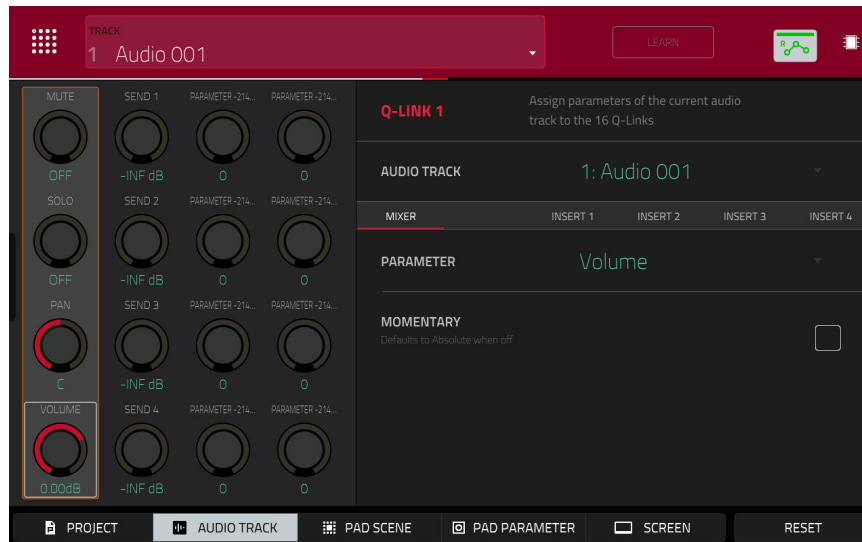 TRACK
1 Audio 001
LEARN
R
MUTE SEND 1 PARAMETER -214... PARAMETER -214...
OFF -INF dB 0 0
SOLO SEND 2 PARAMETER -214... PARAMETER -214...
OFF -INF dB 0 0
PAN SEND 3 PARAMETER -214... PARAMETER -214...
C -INF dB 0 0
VOLUME SEND 4 PARAMETER -214... PARAMETER -214...
0.00dB -INF dB 0 0
Q-LINK 1
Assign parameters of the current audio
track to the 16 Q-Links
AUDIO TRACK 1: Audio 001
MIXER INSERT 1 INSERT 2 INSERT 3 INSERT 4
PARAMETER Volume
MOMENTARY
Defaults to Absolute when off
PROJECT AUDIO TRACK PAD SCENE PAD PARAMETER SCREEN RESET